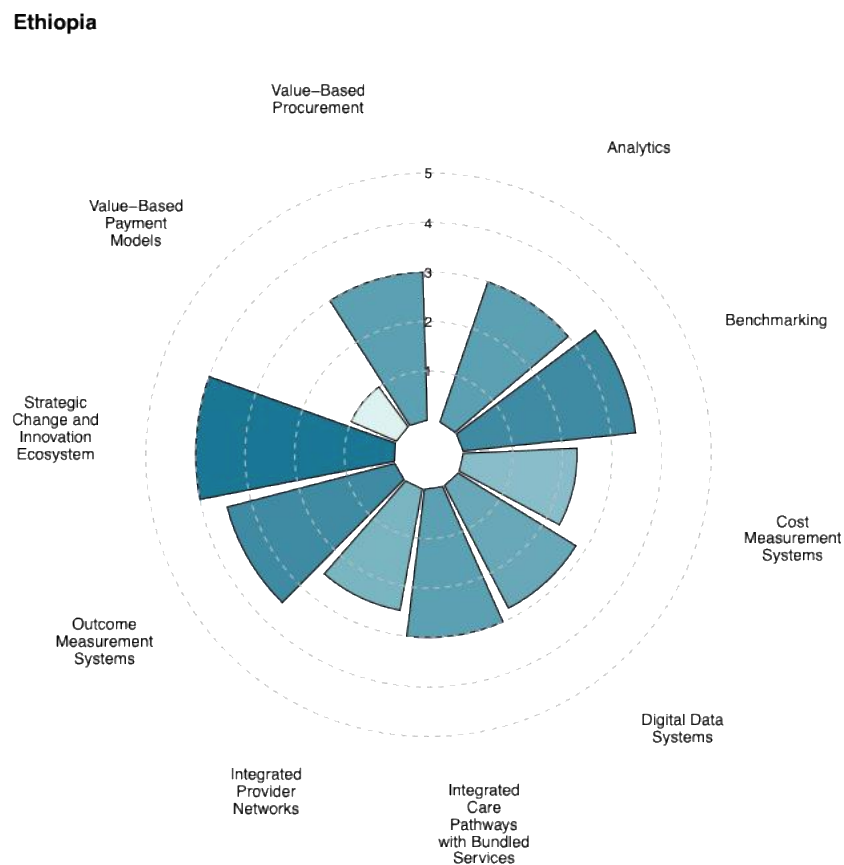 Ethiopia
Value–Based
Procurement
Analytics
5
Value–Based
Payment
Models
4
3
Benchmarking
2
1
Strategic
Change and
Innovation
Ecosystem
Cost
Measurement
Systems
Outcome
Measurement
Systems
Digital Data
Systems
Integrated
Provider
Networks
Integrated
Care
Pathways
with Bundled
Services